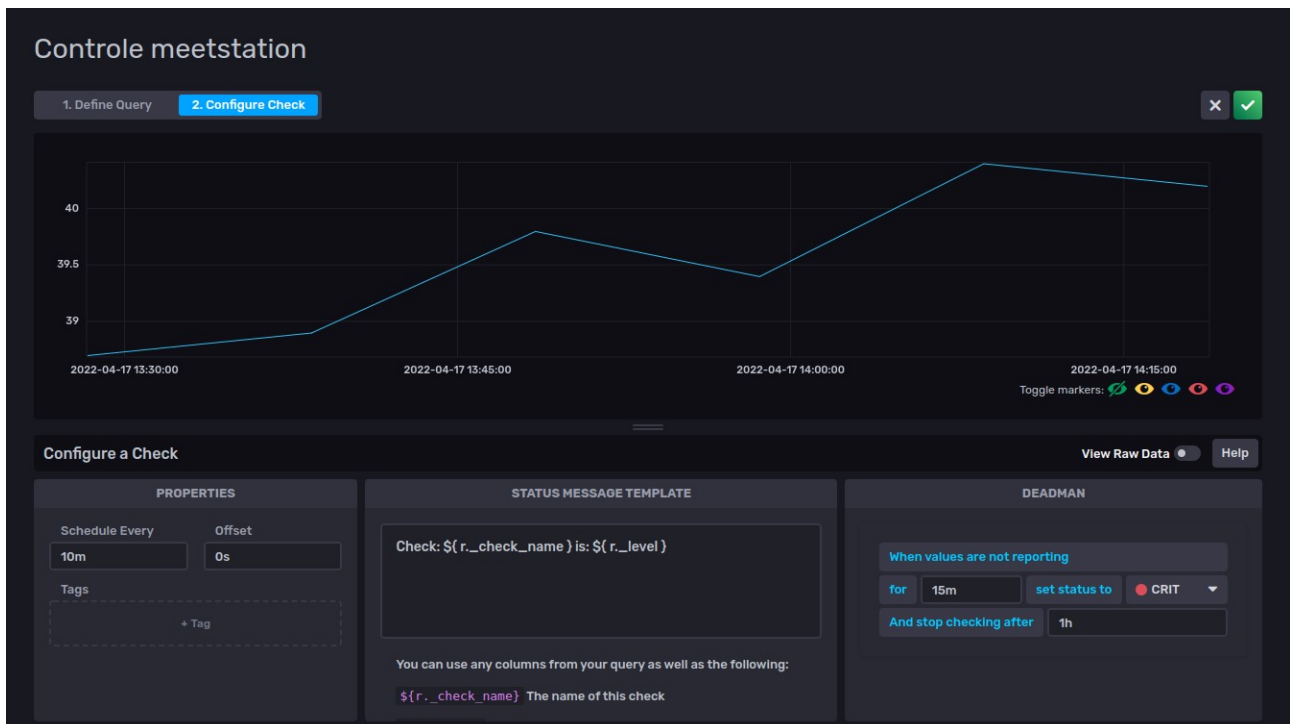 Controle meetstation
1. Define Query
2. Configure Check
40
39.5
39
2022-04-17 13:30:00
2022-04-17 13:45:00
2022-04-17 14:00:00
2022-04-17 14:15:00
Toggle markers:
Configure a Check
View Raw Data
Help
PROPERTIES
Schedule Every
Offset
10m
0s
Tags
+ Tag
STATUS MESSAGE TEMPLATE
Check: ${ r._check_name } is: ${ r._level }
You can use any columns from your query as well as the following:
${r._check_name} The name of this check
DEADMAN
When values are not reporting
for 15m set status to CRIT
And stop checking after 1h